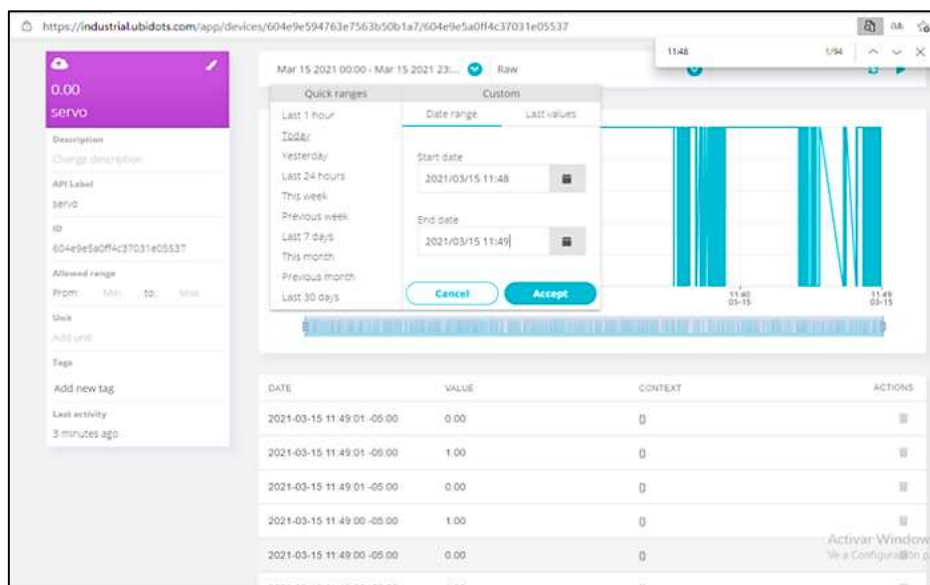 https://industrial.ubidots.com/app/devices/604e9e594763e7563b50b1a7/604e9e5a0ff4c37031e05537
11:48 1/94
0.00
servo
Description
Change description
API Label
servo
ID
604e9e5a0ff4c37031e05537
Allowed range
From: Min to: Max
Unit
Add unit
Tags
Add new tag
Last activity
3 minutes ago
Mar 15 2021 00:00 - Mar 15 2021 23:... Raw
Quick ranges
Last 1 hour
Today
Yesterday
Last 24 hours
This week
Previous week
Last 7 days
This month
Previous month
Last 30 days
Custom
Date range Last values
Start date
2021/03/15 11:48
End date
2021/03/15 11:49
Cancel Accept
11:40
03-15
11:49
03-15
DATE VALUE CONTEXT ACTIONS
2021-03-15 11:49:01 -05:00 0.00 {}
2021-03-15 11:49:01 -05:00 1.00 {}
2021-03-15 11:49:01 -05:00 0.00 {}
2021-03-15 11:49:00 -05:00 1.00 {}
2021-03-15 11:49:00 -05:00 0.00 {}
Activar Window
Ve a Configuración p